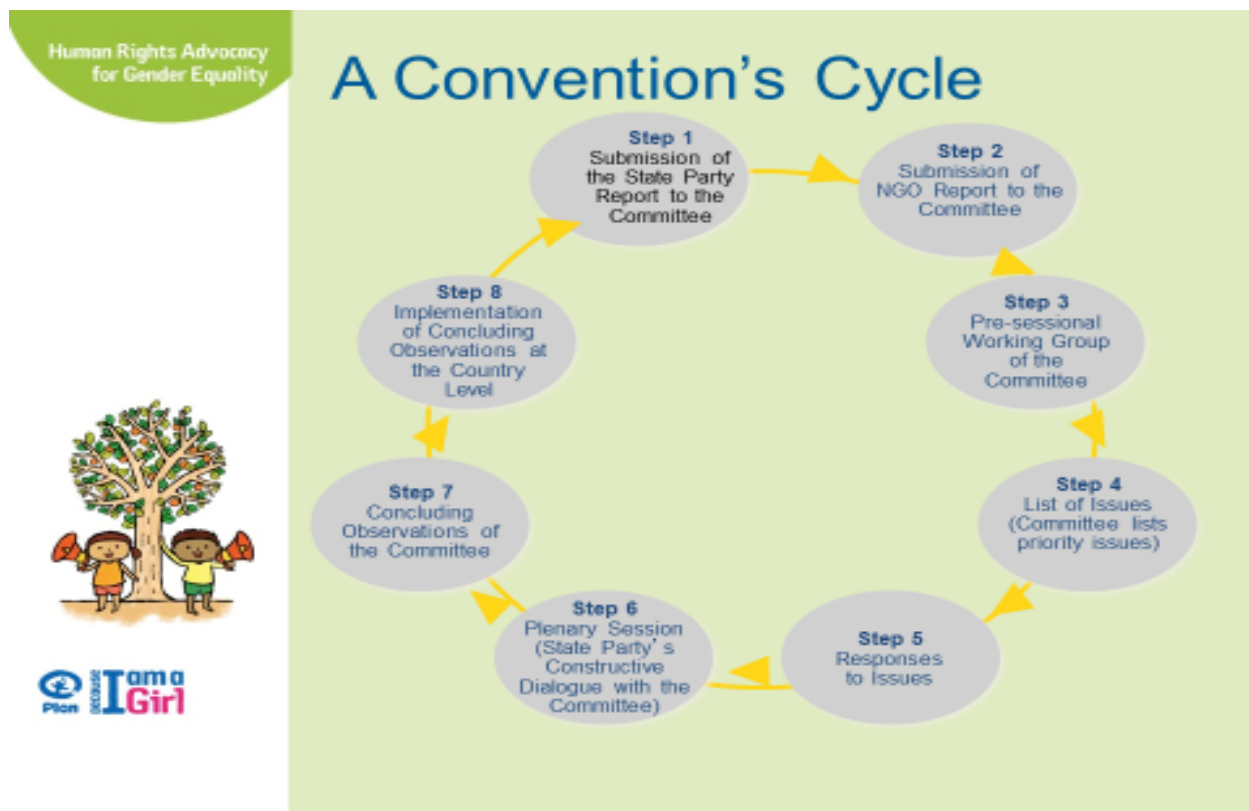 Human Rights Advocacy
for Gender Equality
A Convention's Cycle
Step 1
Submission of
the State Party
Report to the
Committee
Step 2
Submission of
NGO Report to the
Committee
Step 3
Pre-sessional
Working Group
of the
Committee
Step 4
List of Issues
(Committee lists
priority issues)
Step 5
Responses
to Issues
Step 6
Plenary Session
(State Party's
Constructive
Dialogue with the
Committee)
Step 7
Concluding
Observations of
the Committee
Step 8
Implementation
of Concluding
Observations at
the Country
Level
Plan
because
I am a
Girl